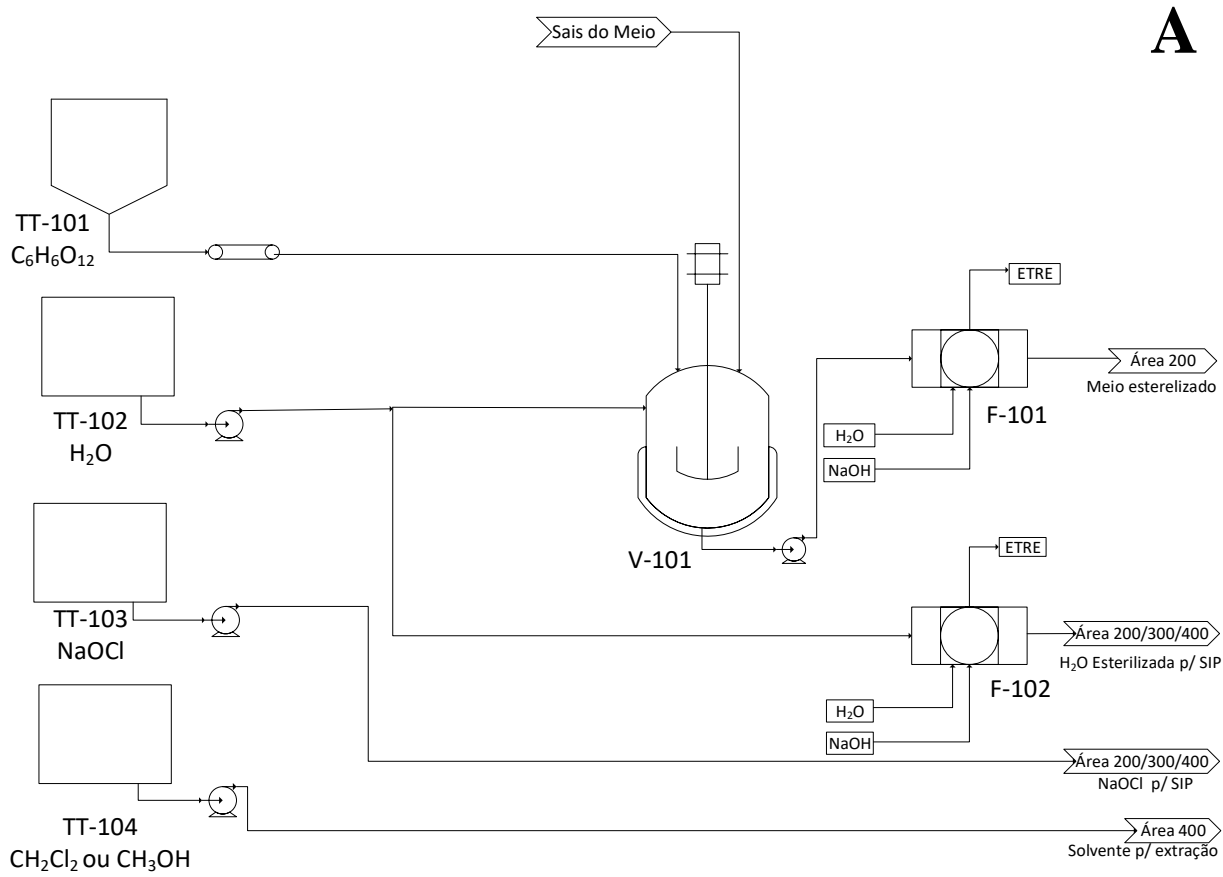 A
Sais do Meio
TT-101
C₆H₆O₁₂
TT-102
H₂O
TT-103
NaOCl
TT-104
CH₂Cl₂ ou CH₃OH
V-101
ETRE
Área 200
Meio esterelizado
F-101
H₂O
NaOH
ETRE
Área 200/300/400
H₂O Esterilizada p/ SIP
F-102
H₂O
NaOH
Área 200/300/400
NaOCl p/ SIP
Área 400
Solvente p/ extração